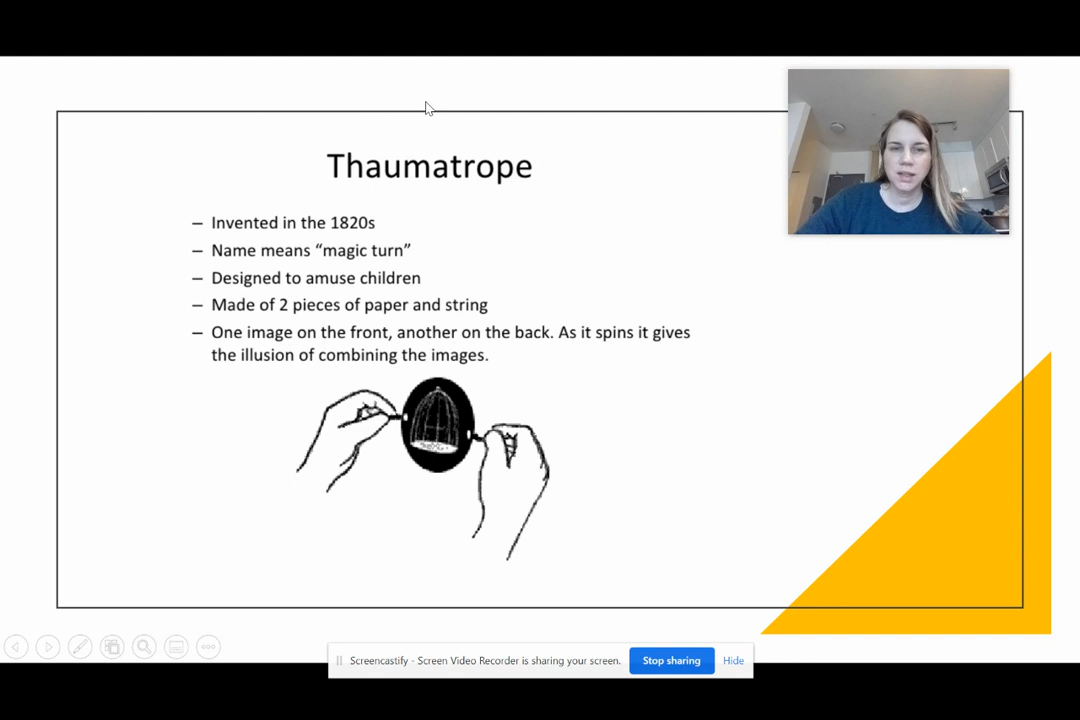 Thaumatrope
– Invented in the 1820s
– Name means “magic turn”
– Designed to amuse children
– Made of 2 pieces of paper and string
– One image on the front, another on the back. As it spins it gives
the illusion of combining the images.
Screencastify - Screen Video Recorder is sharing your screen. Stop sharing Hide